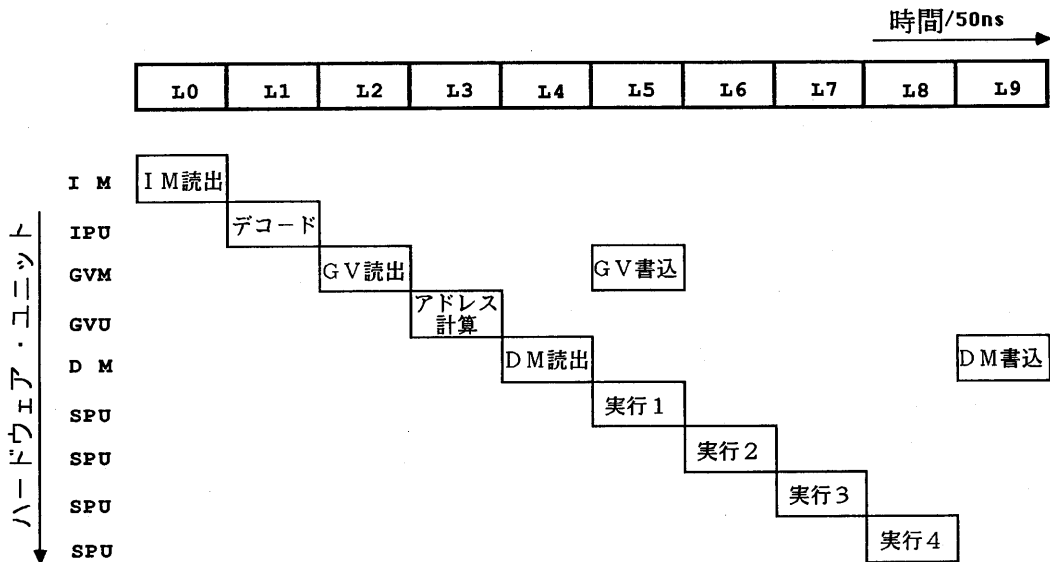 時間/50ns
L0 L1 L2 L3 L4 L5 L6 L7 L8 L9
ハードウェア・ユニット
I M IM読出
IPU デコード
GVM GV読出 GV書込
GVU アドレス
計算
D M DM読出 DM書込
SPU 実行1
SPU 実行2
SPU 実行3
SPU 実行4